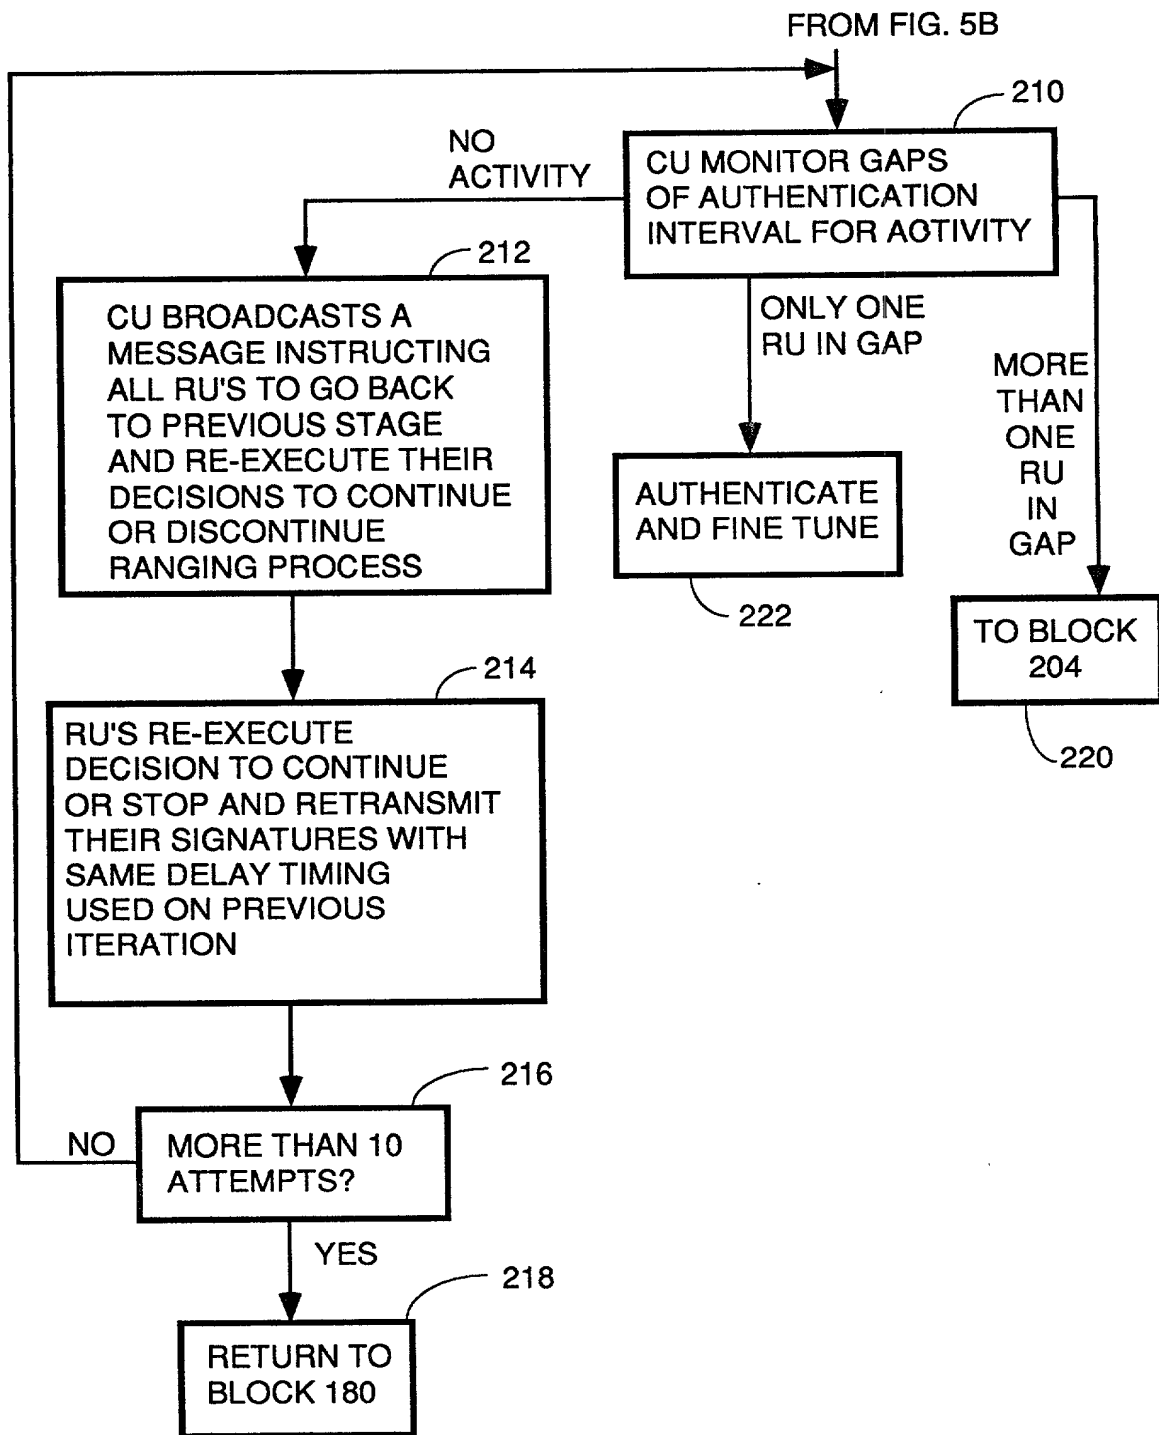 FROM FIG. 5B
210
NO
ACTIVITY
CU MONITOR GAPS
OF AUTHENTICATION
INTERVAL FOR ACTIVITY
212
CU BROADCASTS A
MESSAGE INSTRUCTING
ALL RU'S TO GO BACK
TO PREVIOUS STAGE
AND RE-EXECUTE THEIR
DECISIONS TO CONTINUE
OR DISCONTINUE
RANGING PROCESS
ONLY ONE
RU IN GAP
MORE
THAN
ONE
RU
IN
GAP
AUTHENTICATE
AND FINE TUNE
222
TO BLOCK
204
220
214
RU'S RE-EXECUTE
DECISION TO CONTINUE
OR STOP AND RETRANSMIT
THEIR SIGNATURES WITH
SAME DELAY TIMING
USED ON PREVIOUS
ITERATION
216
NO
MORE THAN 10
ATTEMPTS?
YES
218
RETURN TO
BLOCK 180